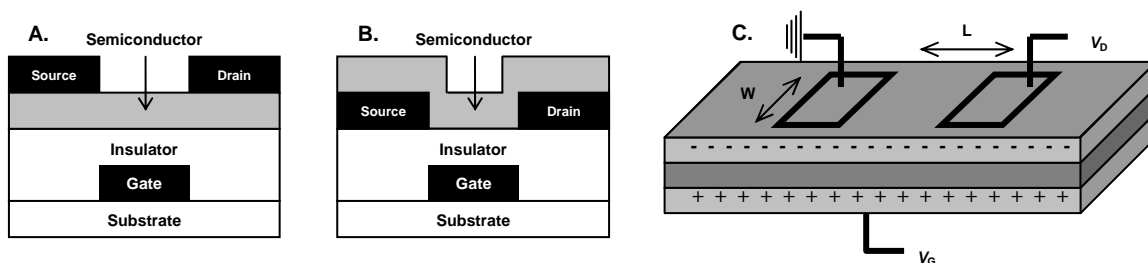 A.
Semiconductor
Source
Drain
Insulator
Gate
Substrate
B.
Semiconductor
Source
Drain
Insulator
Gate
Substrate
C.
L
V_D
W
- - - - - - - - - - - - - - - - - - - - - - - -
+ + + + + + + + + + + + + + + + + +
V_G